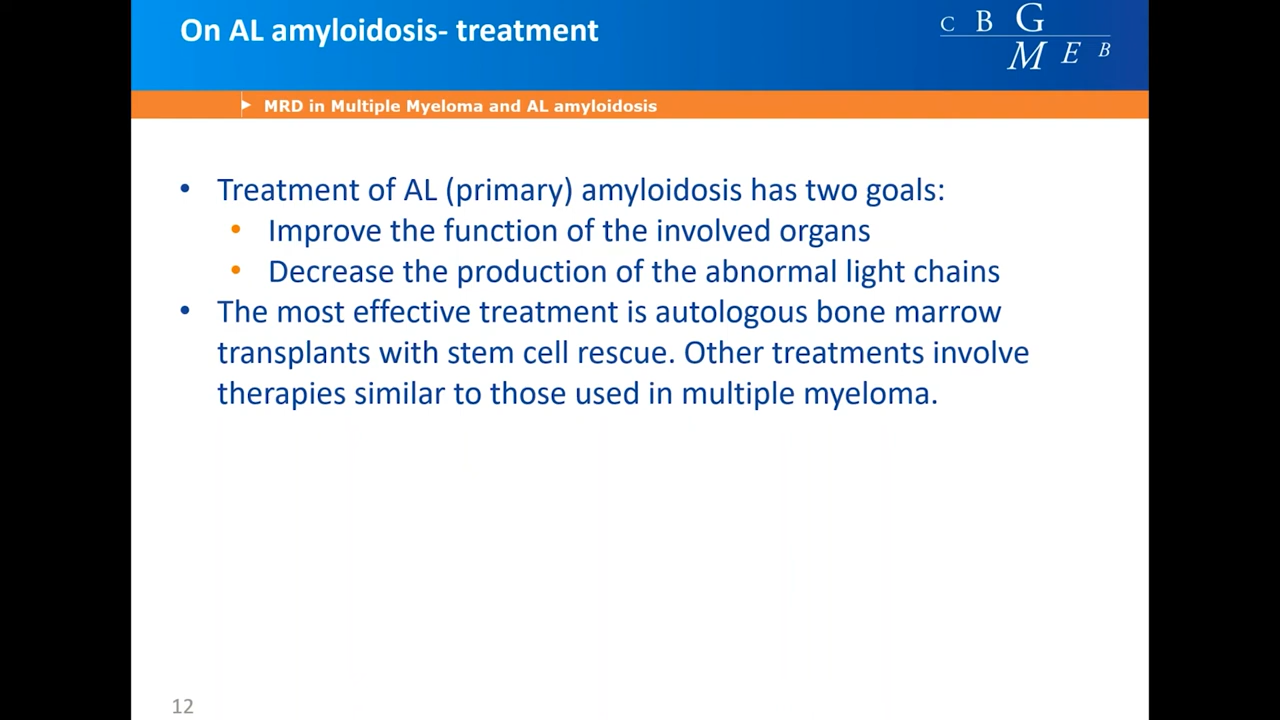 On AL amyloidosis- treatment
C B G
M E B
MRD in Multiple Myeloma and AL amyloidosis
• Treatment of AL (primary) amyloidosis has two goals:
• Improve the function of the involved organs
• Decrease the production of the abnormal light chains
• The most effective treatment is autologous bone marrow
transplants with stem cell rescue. Other treatments involve
therapies similar to those used in multiple myeloma.
12